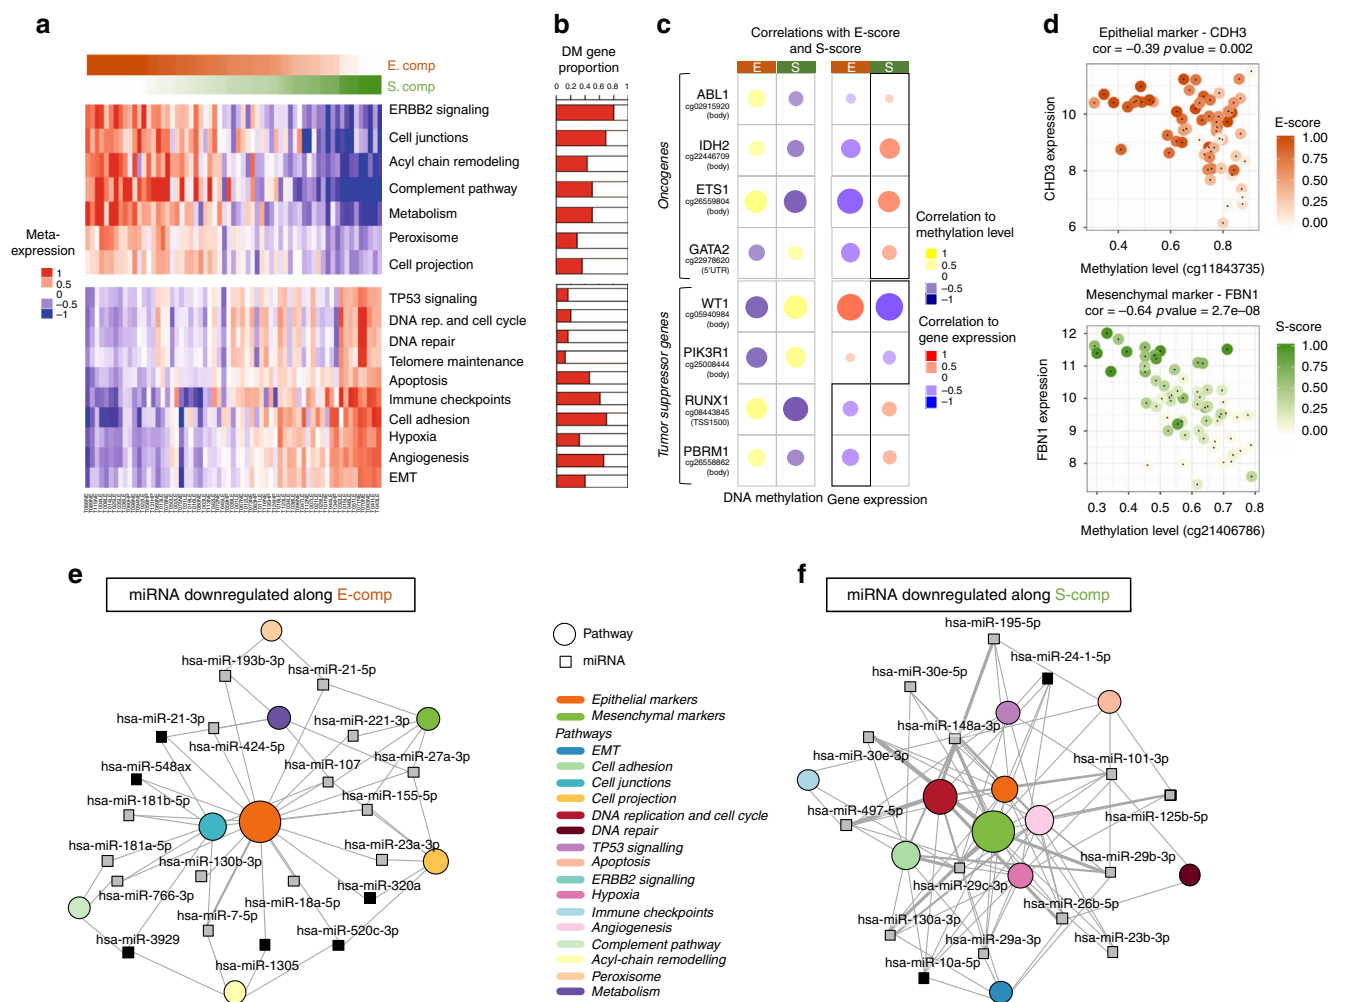 a
E. comp
S. comp
ERBB2 signaling
Cell junctions
Acyl chain remodeling
Complement pathway
Metabolism
Peroxisome
Cell projection
Meta-
expression
1
0.5
0
−0.5
−1
TP53 signaling
DNA rep. and cell cycle
DNA repair
Telomere maintenance
Apoptosis
Immune checkpoints
Cell adhesion
Hypoxia
Angiogenesis
EMT
b
DM gene
proportion
0 0.2 0.4 0.6 0.8 1
c
Correlations with E-score
and S-score
E S E S
Oncogenes
ABL1
cg02915920
(body)
IDH2
cg22446709
(body)
ETS1
cg26559804
(body)
GATA2
cg22978620
(5'UTR)
Tumor suppressor genes
WT1
cg05940984
(body)
PIK3R1
cg25008444
(body)
RUNX1
cg08443845
(TSS1500)
PBRM1
cg26558862
(body)
DNA methylation Gene expression
Correlation to
methylation level
1
0.5
0
−0.5
−1
Correlation to
gene expression
1
0.5
0
−0.5
−1
d
Epithelial marker - CDH3
cor = −0.39 pvalue = 0.002
CHD3 expression
10
8
6
0.4 0.6 0.8
Methylation level (cg11843735)
E-score
1.00
0.75
0.50
0.25
0.00
Mesenchymal marker - FBN1
cor = −0.64 pvalue = 2.7e−08
FBN1 expression
12
11
10
9
8
0.3 0.4 0.5 0.6 0.7 0.8
Methylation level (cg21406786)
S-score
1.00
0.75
0.50
0.25
0.00
e
miRNA downregulated along E-comp
hsa-miR-193b-3p
hsa-miR-21-5p
hsa-miR-21-3p
hsa-miR-221-3p
hsa-miR-424-5p
hsa-miR-27a-3p
hsa-miR-548ax
hsa-miR-107
hsa-miR-181b-5p
hsa-miR-155-5p
hsa-miR-181a-5p
hsa-miR-23a-3p
hsa-miR-130b-3p
hsa-miR-320a
hsa-miR-766-3p
hsa-miR-18a-5p
hsa-miR-7-5p
hsa-miR-3929
hsa-miR-520c-3p
hsa-miR-1305
Pathway
miRNA
Epithelial markers
Mesenchymal markers
Pathways
EMT
Cell adhesion
Cell junctions
Cell projection
DNA replication and cell cycle
DNA repair
TP53 signalling
Apoptosis
ERBB2 signalling
Hypoxia
Immune checkpoints
Angiogenesis
Complement pathway
Acyl-chain remodelling
Peroxisome
Metabolism
f
miRNA downregulated along S-comp
hsa-miR-195-5p
hsa-miR-24-1-5p
hsa-miR-30e-5p
hsa-miR-148a-3p
hsa-miR-30e-3p
hsa-miR-101-3p
hsa-miR-497-5p
hsa-miR-125b-5p
hsa-miR-29b-3p
hsa-miR-29c-3p
hsa-miR-26b-5p
hsa-miR-130a-3p
hsa-miR-29a-3p
hsa-miR-23b-3p
hsa-miR-10a-5p